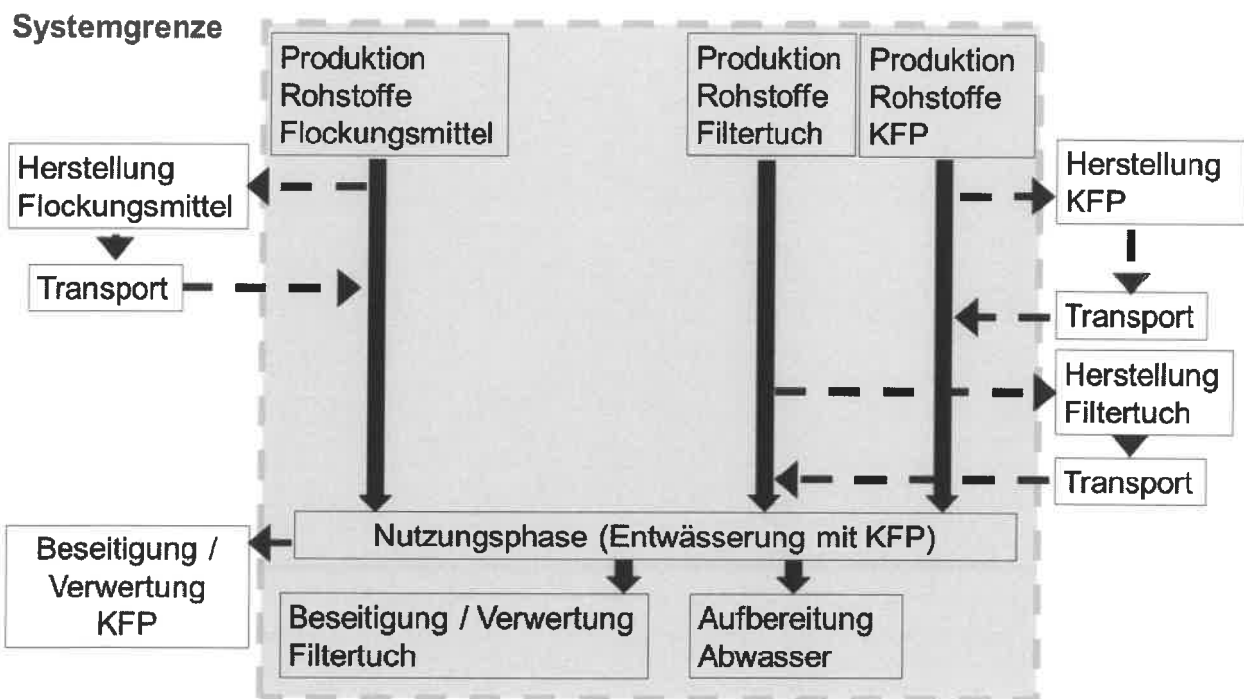 Systemgrenze
Produktion
Rohstoffe
Flockungsmittel
Produktion
Rohstoffe
Filtertuch
Produktion
Rohstoffe
KFP
Herstellung
Flockungsmittel
Transport
Herstellung
KFP
Transport
Herstellung
Filtertuch
Transport
Nutzungsphase (Entwässerung mit KFP)
Beseitigung /
Verwertung
KFP
Beseitigung / Verwertung
Filtertuch
Aufbereitung
Abwasser